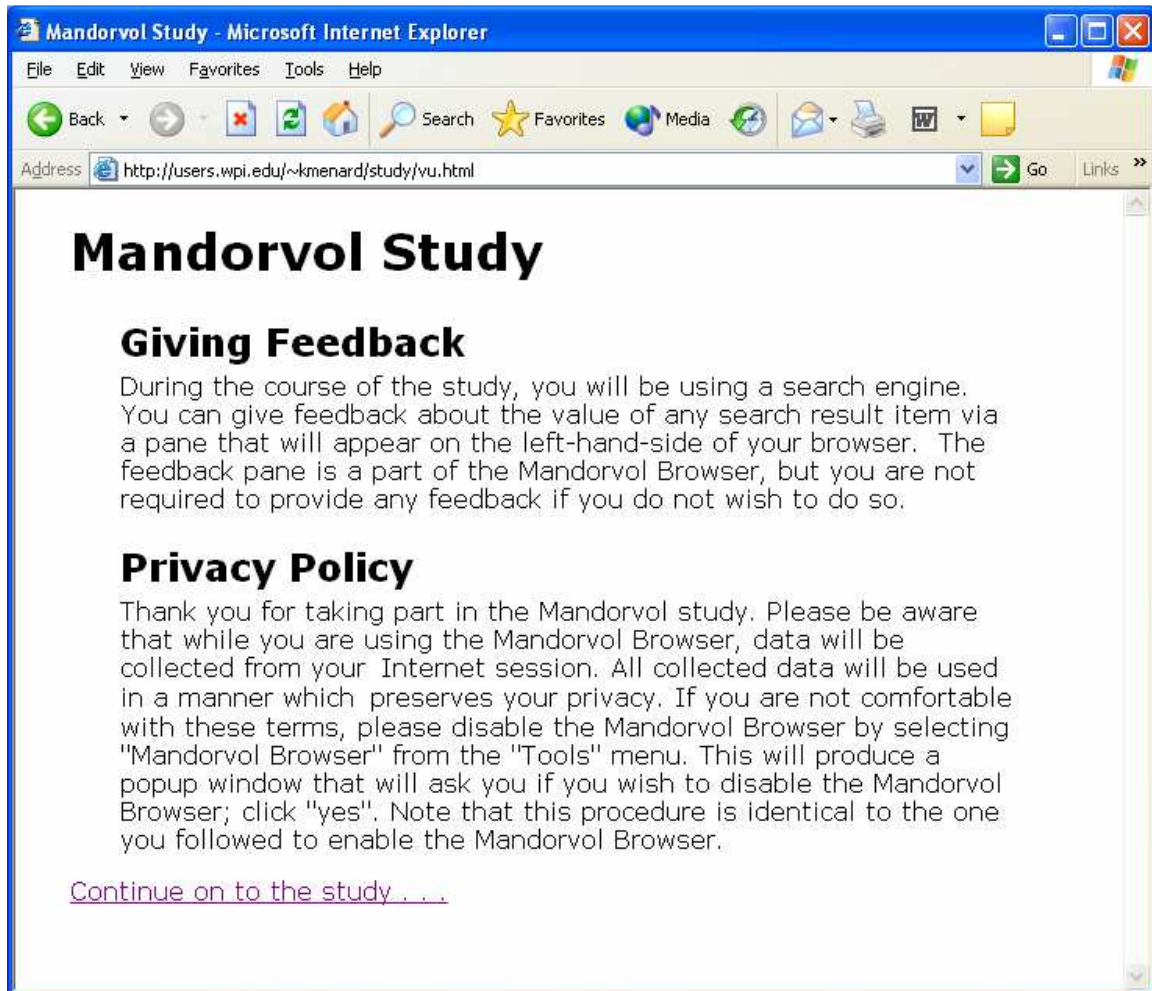 Mandorvol Study - Microsoft Internet Explorer
File Edit View Favorites Tools Help
Back Search Favorites Media W
Address http://users.wpi.edu/~kmenard/study/vu.html Go Links »
Mandorvol Study
Giving Feedback
During the course of the study, you will be using a search engine.
You can give feedback about the value of any search result item via
a pane that will appear on the left-hand-side of your browser. The
feedback pane is a part of the Mandorvol Browser, but you are not
required to provide any feedback if you do not wish to do so.
Privacy Policy
Thank you for taking part in the Mandorvol study. Please be aware
that while you are using the Mandorvol Browser, data will be
collected from your Internet session. All collected data will be used
in a manner which preserves your privacy. If you are not comfortable
with these terms, please disable the Mandorvol Browser by selecting
"Mandorvol Browser" from the "Tools" menu. This will produce a
popup window that will ask you if you wish to disable the Mandorvol
Browser; click "yes". Note that this procedure is identical to the one
you followed to enable the Mandorvol Browser.
Continue on to the study . . .